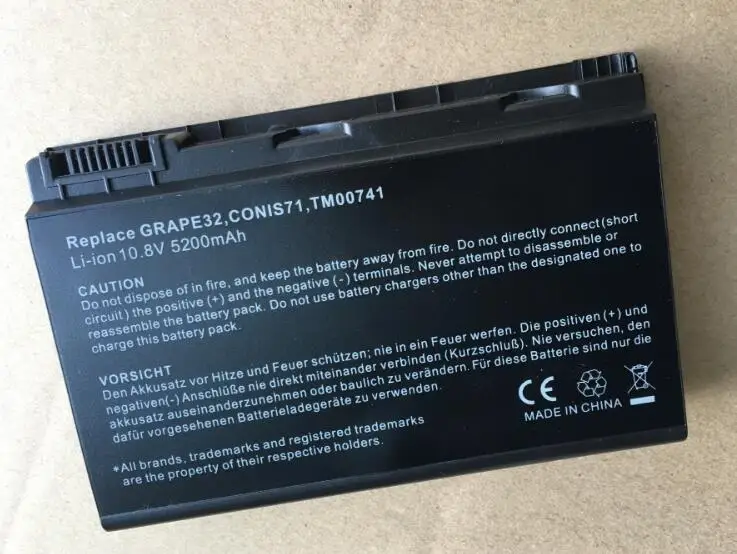 Replace GRAPE32,CONIS71,TM00741
Li-ion 10.8V 5200mAh
CAUTION
Do not dispose of in fire, and keep the battery away from fire. Do not directly connect(short
circuit ) the positive (+) and the negative (-) terminals. Never attempt to disassemble or
reassemble the battery pack. Do not use battery chargers other than the designated one to
charge this battery pack.
VORSICHT
Den Akkusatz vor Hitze und Feuer schützen; nie in ein Feuer werfen. Die positiven (+) und
negativen(-) Anschlüße nie direkt miteinander verbinden (Kurzschluß). Nie versuchen, den
akkusatz auseinanderzunehmen oder baulich zu verändern. Für diese Batterie sind nur die
dafür vorgesehenen Batterieladegeräte zu verwenden.
CE
MADE IN CHINA
*All brands, trademarks and registered trademarks
are the property of their respective holders.